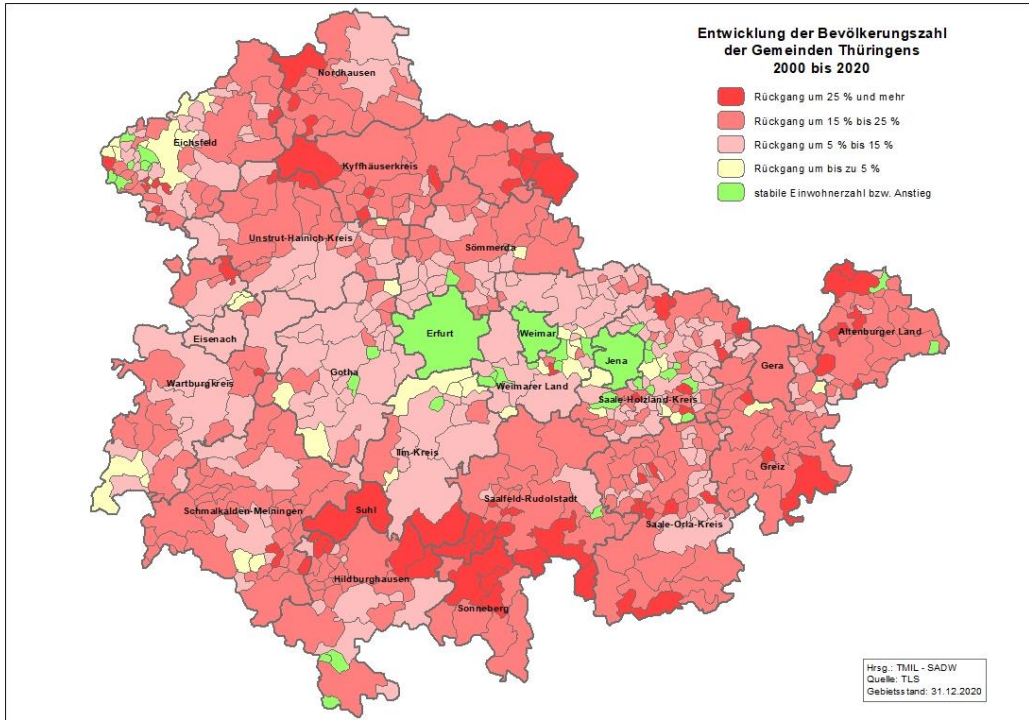 Entwicklung der Bevölkerungszahl
der Gemeinden Thüringens
2000 bis 2020
Rückgang um 25 % und mehr
Rückgang um 15 % bis 25 %
Rückgang um 5 % bis 15 %
Rückgang um bis zu 5 %
stabile Einwohnerzahl bzw. Anstieg
Nordhausen
Eichsfeld
Kyffhäuserkreis
Unstrut-Hainich-Kreis
Sömmerda
Eisenach
Erfurt
Weimar
Jena
Gera
Altenburger Land
Wartburgkreis
Gotha
Weimarer Land
Saale-Holzland-Kreis
Ilm-Kreis
Greiz
Schmalkalden-Meiningen
Suhl
Saalfeld-Rudolstadt
Saale-Orla-Kreis
Hildburghausen
Sonneberg
Hrsg.: TMIL - SADW
Quelle: TLS
Gebietsstand: 31.12.2020